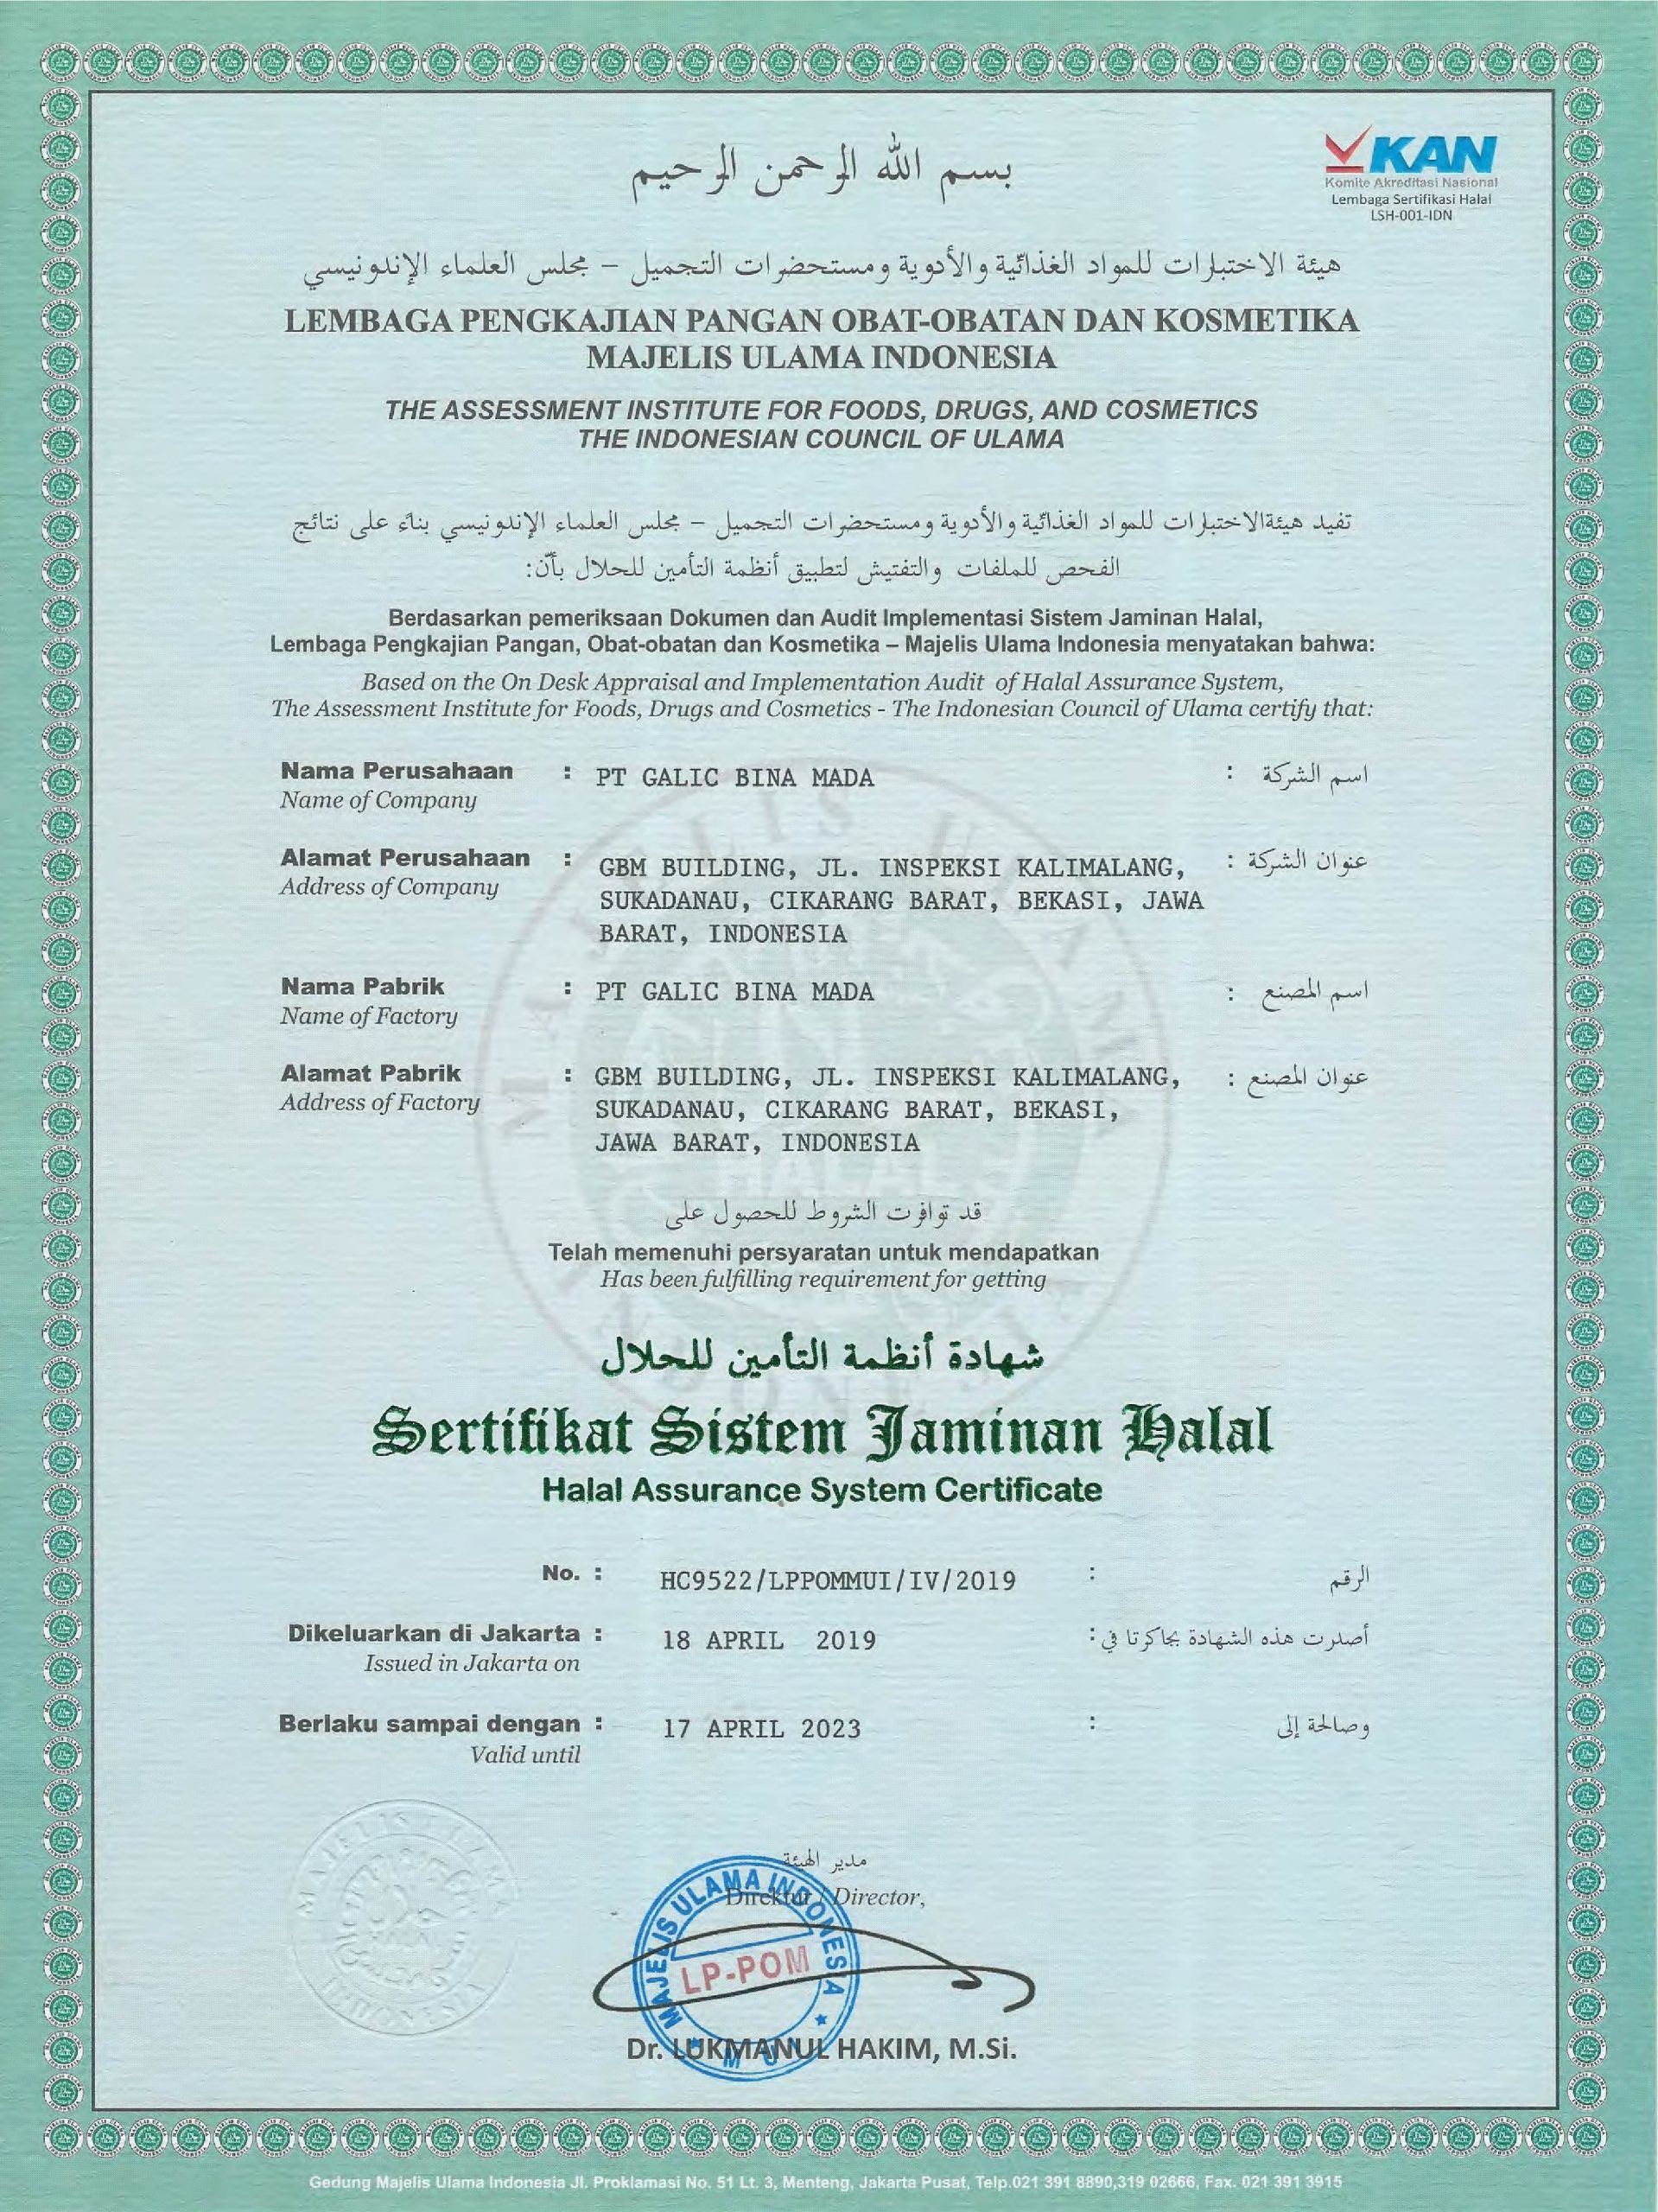 بسم الله الرحمن الرحيم
KAN
Komite Akreditasi Nasional
Lembaga Sertifikasi Halal
LSH-001-IDN
هيئة الاختبارات للمواد الغذائية والأدوية ومستحضرات التجميل – مجلس العلماء الإندونيسي
LEMBAGA PENGKAJIAN PANGAN OBAT-OBATAN DAN KOSMETIKA
MAJELIS ULAMA INDONESIA
THE ASSESSMENT INSTITUTE FOR FOODS, DRUGS, AND COSMETICS
THE INDONESIAN COUNCIL OF ULAMA
تفيد هيئةالاختبارات للمواد الغذائية والأدوية ومستحضرات التجميل – مجلس العلماء الإندونيسي بناءً على نتائج
الفحص للملفات والتفتيش لتطبيق أنظمة التأمين للحلال بأنّ:
Berdasarkan pemeriksaan Dokumen dan Audit Implementasi Sistem Jaminan Halal,
Lembaga Pengkajian Pangan, Obat-obatan dan Kosmetika – Majelis Ulama Indonesia menyatakan bahwa:
Based on the On Desk Appraisal and Implementation Audit of Halal Assurance System,
The Assessment Institute for Foods, Drugs and Cosmetics - The Indonesian Council of Ulama certify that:
Nama Perusahaan : PT GALIC BINA MADA : اسم الشركة
Name of Company
Alamat Perusahaan : GBM BUILDING, JL. INSPEKSI KALIMALANG, : عنوان الشركة
Address of Company SUKADANAU, CIKARANG BARAT, BEKASI, JAWA
BARAT, INDONESIA
Nama Pabrik : PT GALIC BINA MADA : اسم المصنع
Name of Factory
Alamat Pabrik : GBM BUILDING, JL. INSPEKSI KALIMALANG, : عنوان المصنع
Address of Factory SUKADANAU, CIKARANG BARAT, BEKASI,
JAWA BARAT, INDONESIA
قد توافرت الشروط للحصول على
Telah memenuhi persyaratan untuk mendapatkan
Has been fulfilling requirement for getting
شهادة أنظمة التأمين للحلال
Sertifikat Sistem Jaminan Halal
Halal Assurance System Certificate
No. : HC9522/LPPOMMUI/IV/2019 : الرقم
Dikeluarkan di Jakarta : 18 APRIL 2019 : أصدرت هذه الشهادة بجاكرتا في
Issued in Jakarta on
Berlaku sampai dengan : 17 APRIL 2023 : وصالحة إلى
Valid until
مدير الهيئة
Direktur / Director,
MAJELIS ULAMA INDONESIA
LP-POM
M U I
Dr. LUKMANUL HAKIM, M.Si.
MAJELIS ULAMA
INDONESIA
Gedung Majelis Ulama Indonesia Jl. Proklamasi No. 51 Lt. 3, Menteng, Jakarta Pusat, Telp.021 391 8890,319 02666, Fax. 021 391 3915